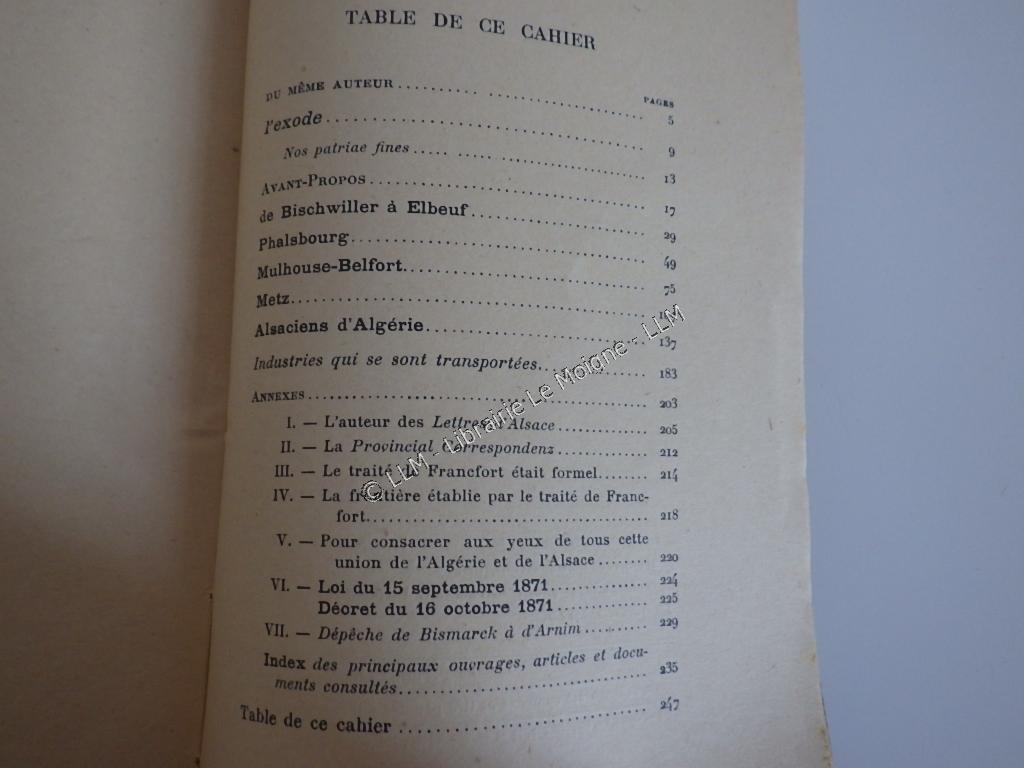 TABLE DE CE CAHIER
PAGES
DU MÊME AUTEUR .......... .......... 5
l'exode .......... 9
Nos patriae fines ..... .......... 13
AVANT-PROPOS .......... 17
de Bischwiller à Elbeuf .......... 29
Phalsbourg .......... 49
Mulhouse-Belfort .......... 75
Metz ..........
Alsaciens d'Algérie .......... 137
Industries qui se sont transportées .......... 183
ANNEXES .......... 203
I. — L'auteur des Lettres d'Alsace .......... 205
II. — La Provincial Correspondenz .......... 212
III. — Le traité de Francfort était formel .......... 214
IV. — La frontière établie par le traité de Franc-
fort .......... 218
V. — Pour consacrer aux yeux de tous cette
union de l'Algérie et de l'Alsace ........ 220
VI. — Loi du 15 septembre 1871 .......... 224
Décret du 16 octobre 1871 .......... 225
VII. — Dépêche de Bismarck à d'Arnim .......... 229
Index des principaux ouvrages, articles et docu-
ments consultés .......... 235
Table de ce cahier .......... 247
© LLM - Librairie Le Moigne - LLM